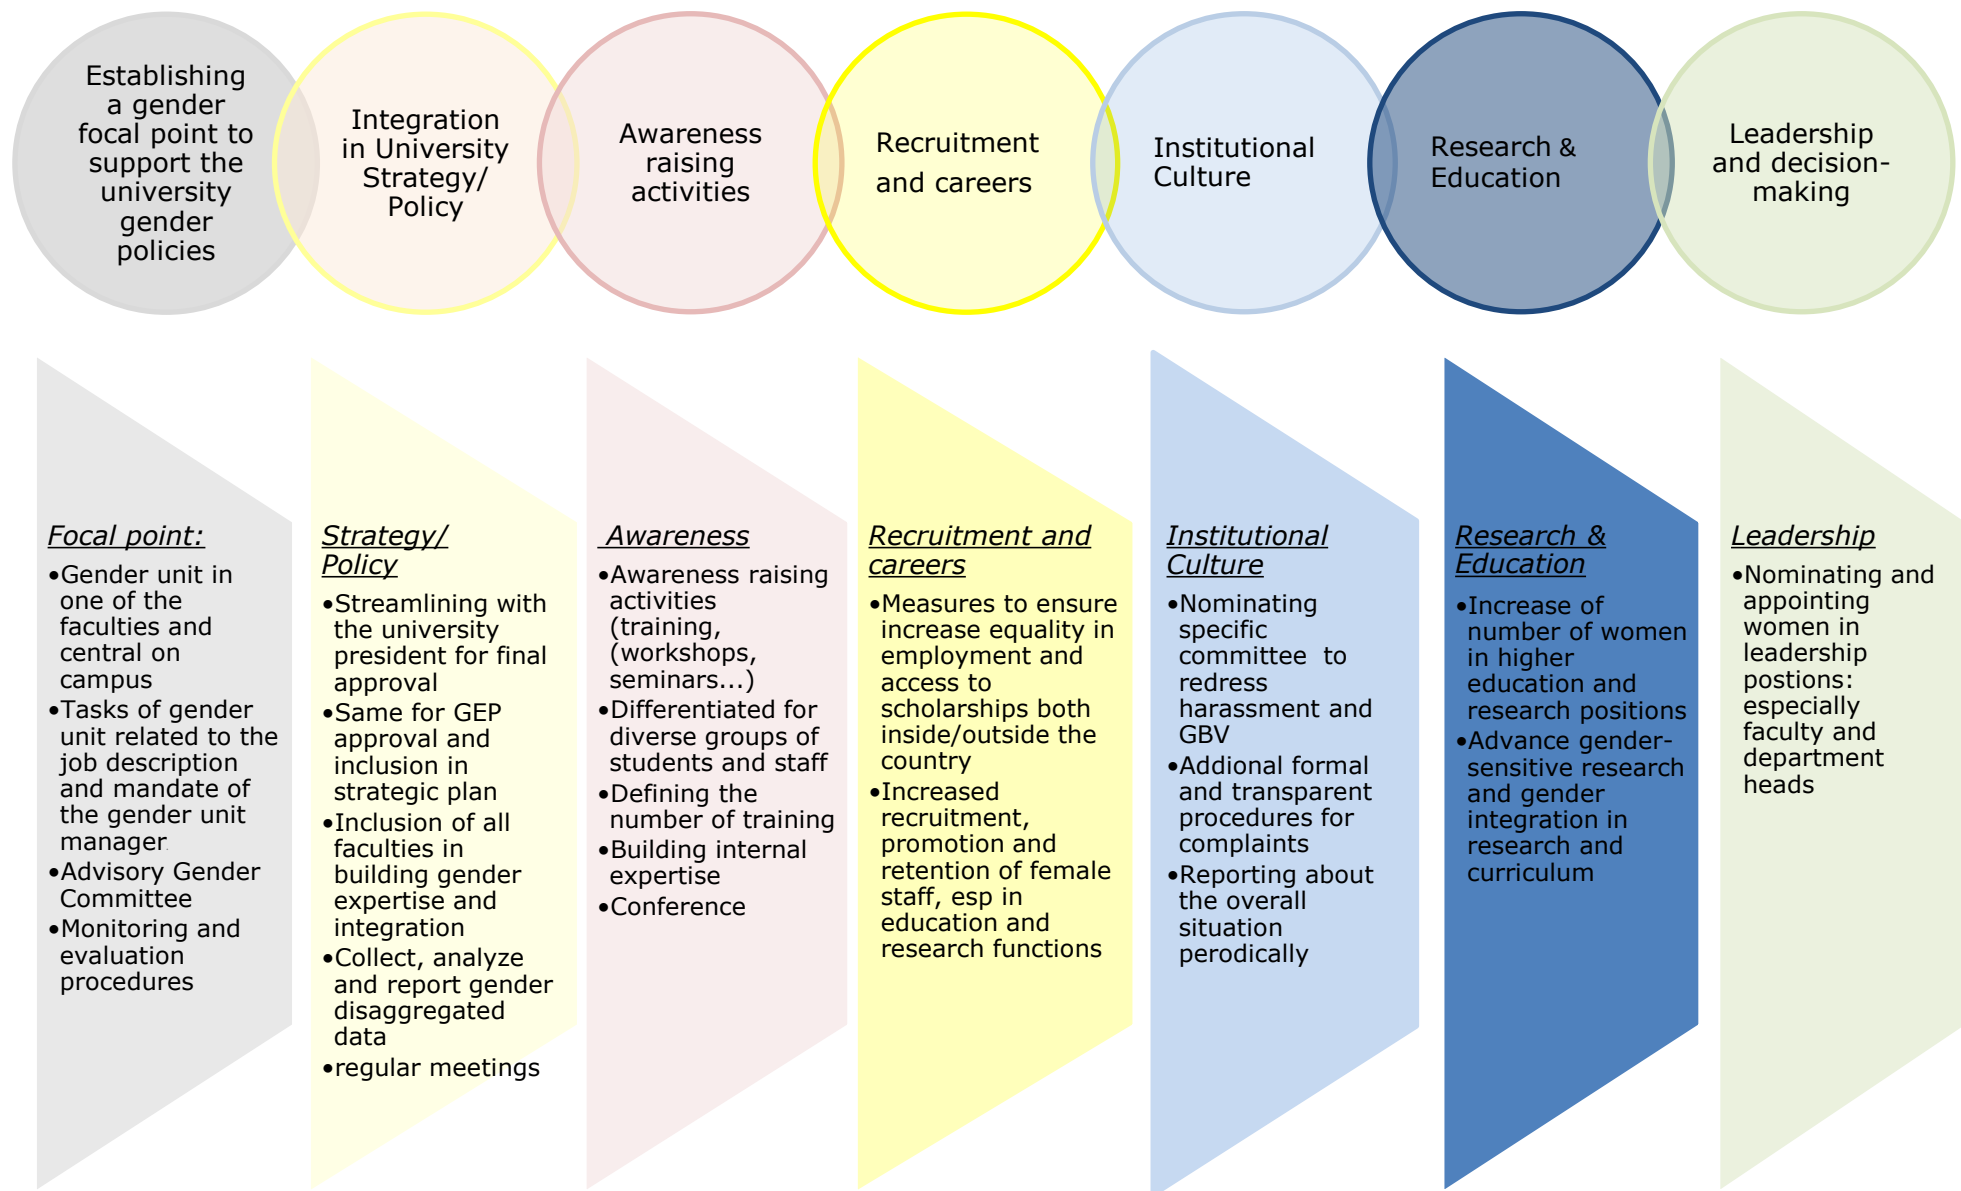 Establishing
a gender
focal point to
support the
university
gender
policies
Integration
in University
Strategy/
Policy
Awareness
raising
activities
Recruitment
and careers
Institutional
Culture
Research &
Education
Leadership
and decision-
making
Focal point:
•Gender unit in
one of the
faculties and
central on
campus
•Tasks of gender
unit related to the
job description
and mandate of
the gender unit
manager
•Advisory Gender
Committee
•Monitoring and
evaluation
procedures
Strategy/
Policy
•Streamlining with
the university
president for final
approval
•Same for GEP
approval and
inclusion in
strategic plan
•Inclusion of all
faculties in
building gender
expertise and
integration
•Collect, analyze
and report gender
disaggregated
data
•regular meetings
Awareness
•Awareness raising
activities
(training,
(workshops,
seminars...)
•Differentiated for
diverse groups of
students and staff
•Defining the
number of training
•Building internal
expertise
•Conference
Recruitment and
careers
•Measures to ensure
increase equality in
employment and
access to
scholarships both
inside/outside the
country
•Increased
recruitment,
promotion and
retention of female
staff, esp in
education and
research functions
Institutional
Culture
•Nominating
specific
committee to
redress
harassment and
GBV
•Addional formal
and transparent
procedures for
complaints
•Reporting about
the overall
situation
perodically
Research &
Education
•Increase of
number of women
in higher
education and
research positions
•Advance gender-
sensitive research
and gender
integration in
research and
curriculum
Leadership
•Nominating and
appointing
women in
leadership
postions:
especially
faculty and
department
heads